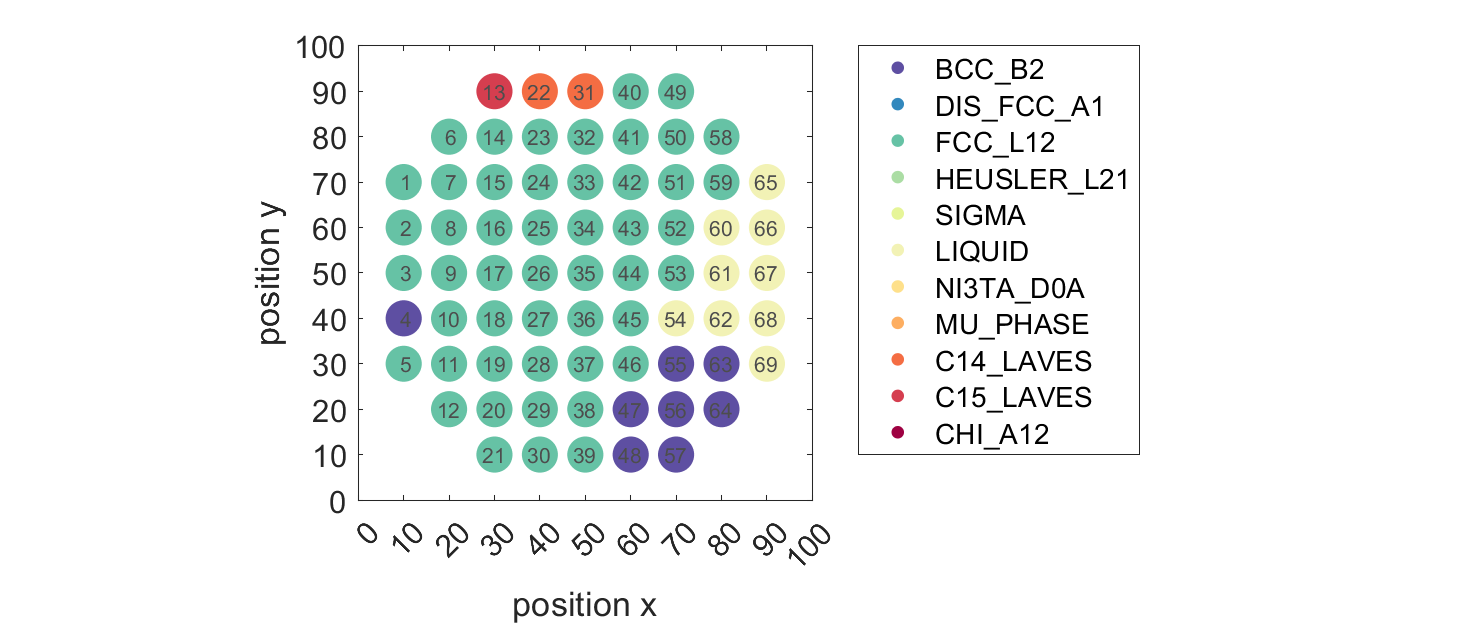 100
90
80
70
60
50
40
30
20
10
0
position y
13 22 31 40 49
6 14 23 32 41 50 58
1 7 15 24 33 42 51 59 65
2 8 16 25 34 43 52 60 66
3 9 17 26 35 44 53 61 67
4 10 18 27 36 45 54 62 68
5 11 19 28 37 46 55 63 69
12 20 29 38 47 56 64
21 30 39 48 57
0 10 20 30 40 50 60 70 80 90 100
position x
BCC_B2
DIS_FCC_A1
FCC_L12
HEUSLER_L21
SIGMA
LIQUID
NI3TA_D0A
MU_PHASE
C14_LAVES
C15_LAVES
CHI_A12